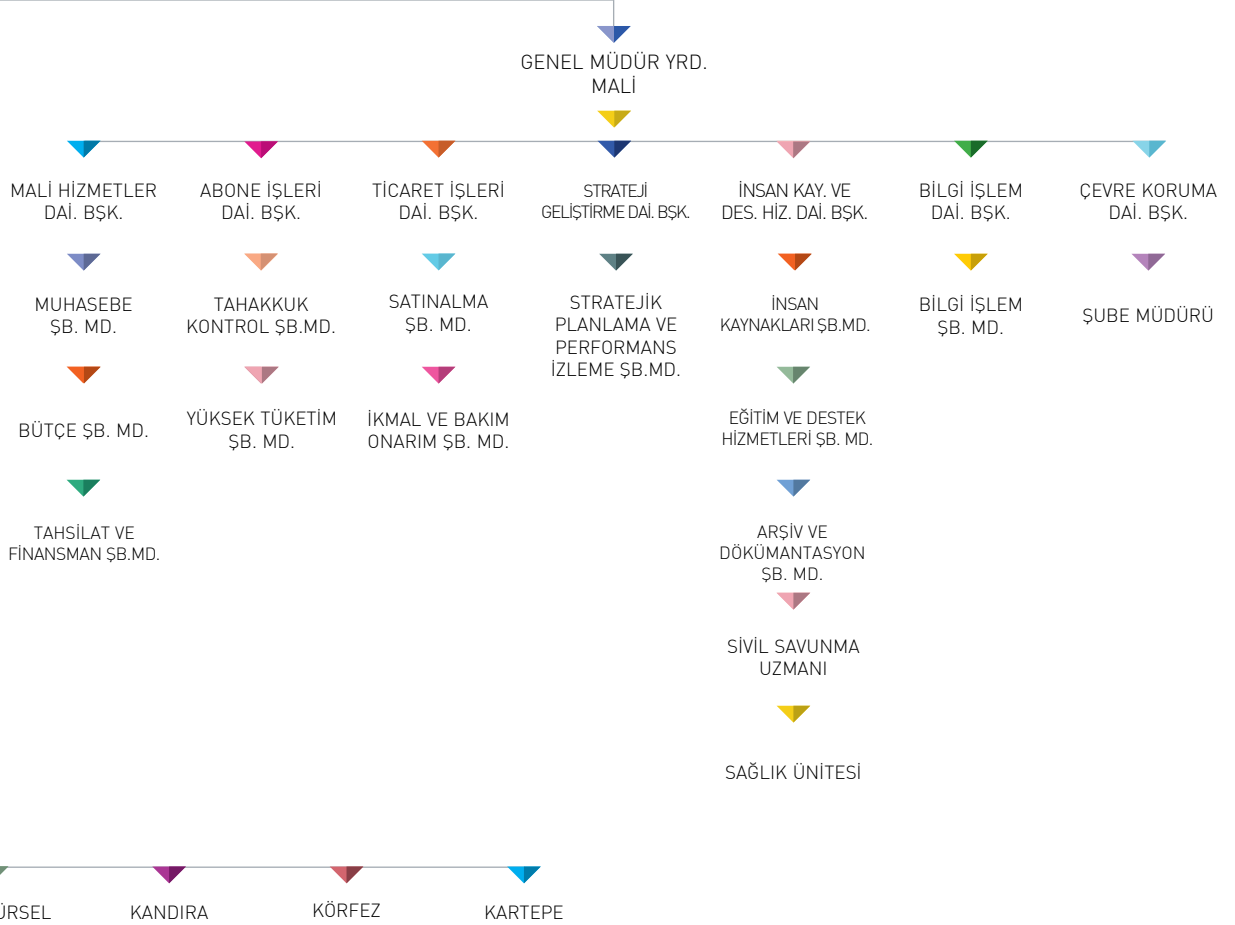 GENEL MÜDÜR YRD.
MALİ
MALİ HİZMETLER
DAİ. BŞK.
ABONE İŞLERİ
DAİ. BŞK.
TİCARET İŞLERİ
DAİ. BŞK.
STRATEJİ
GELİŞTİRME DAİ. BŞK.
İNSAN KAY. VE
DES. HİZ. DAİ. BŞK.
BİLGİ İŞLEM
DAİ. BŞK.
ÇEVRE KORUMA
DAİ. BŞK.
MUHASEBE
ŞB. MD.
TAHAKKUK
KONTROL ŞB.MD.
SATINALMA
ŞB. MD.
STRATEJİK
PLANLAMA VE
PERFORMANS
İZLEME ŞB.MD.
İNSAN
KAYNAKLARI ŞB.MD.
BİLGİ İŞLEM
ŞB. MD.
ŞUBE MÜDÜRÜ
BÜTÇE ŞB. MD.
YÜKSEK TÜKETİM
ŞB. MD.
İKMAL VE BAKIM
ONARIM ŞB. MD.
EĞİTİM VE DESTEK
HİZMETLERİ ŞB. MD.
TAHSİLAT VE
FİNANSMAN ŞB.MD.
ARŞİV VE
DÖKÜMANTASYON
ŞB. MD.
SİVİL SAVUNMA
UZMANI
SAĞLIK ÜNİTESİ
ÜRSEL
KANDIRA
KÖRFEZ
KARTEPE